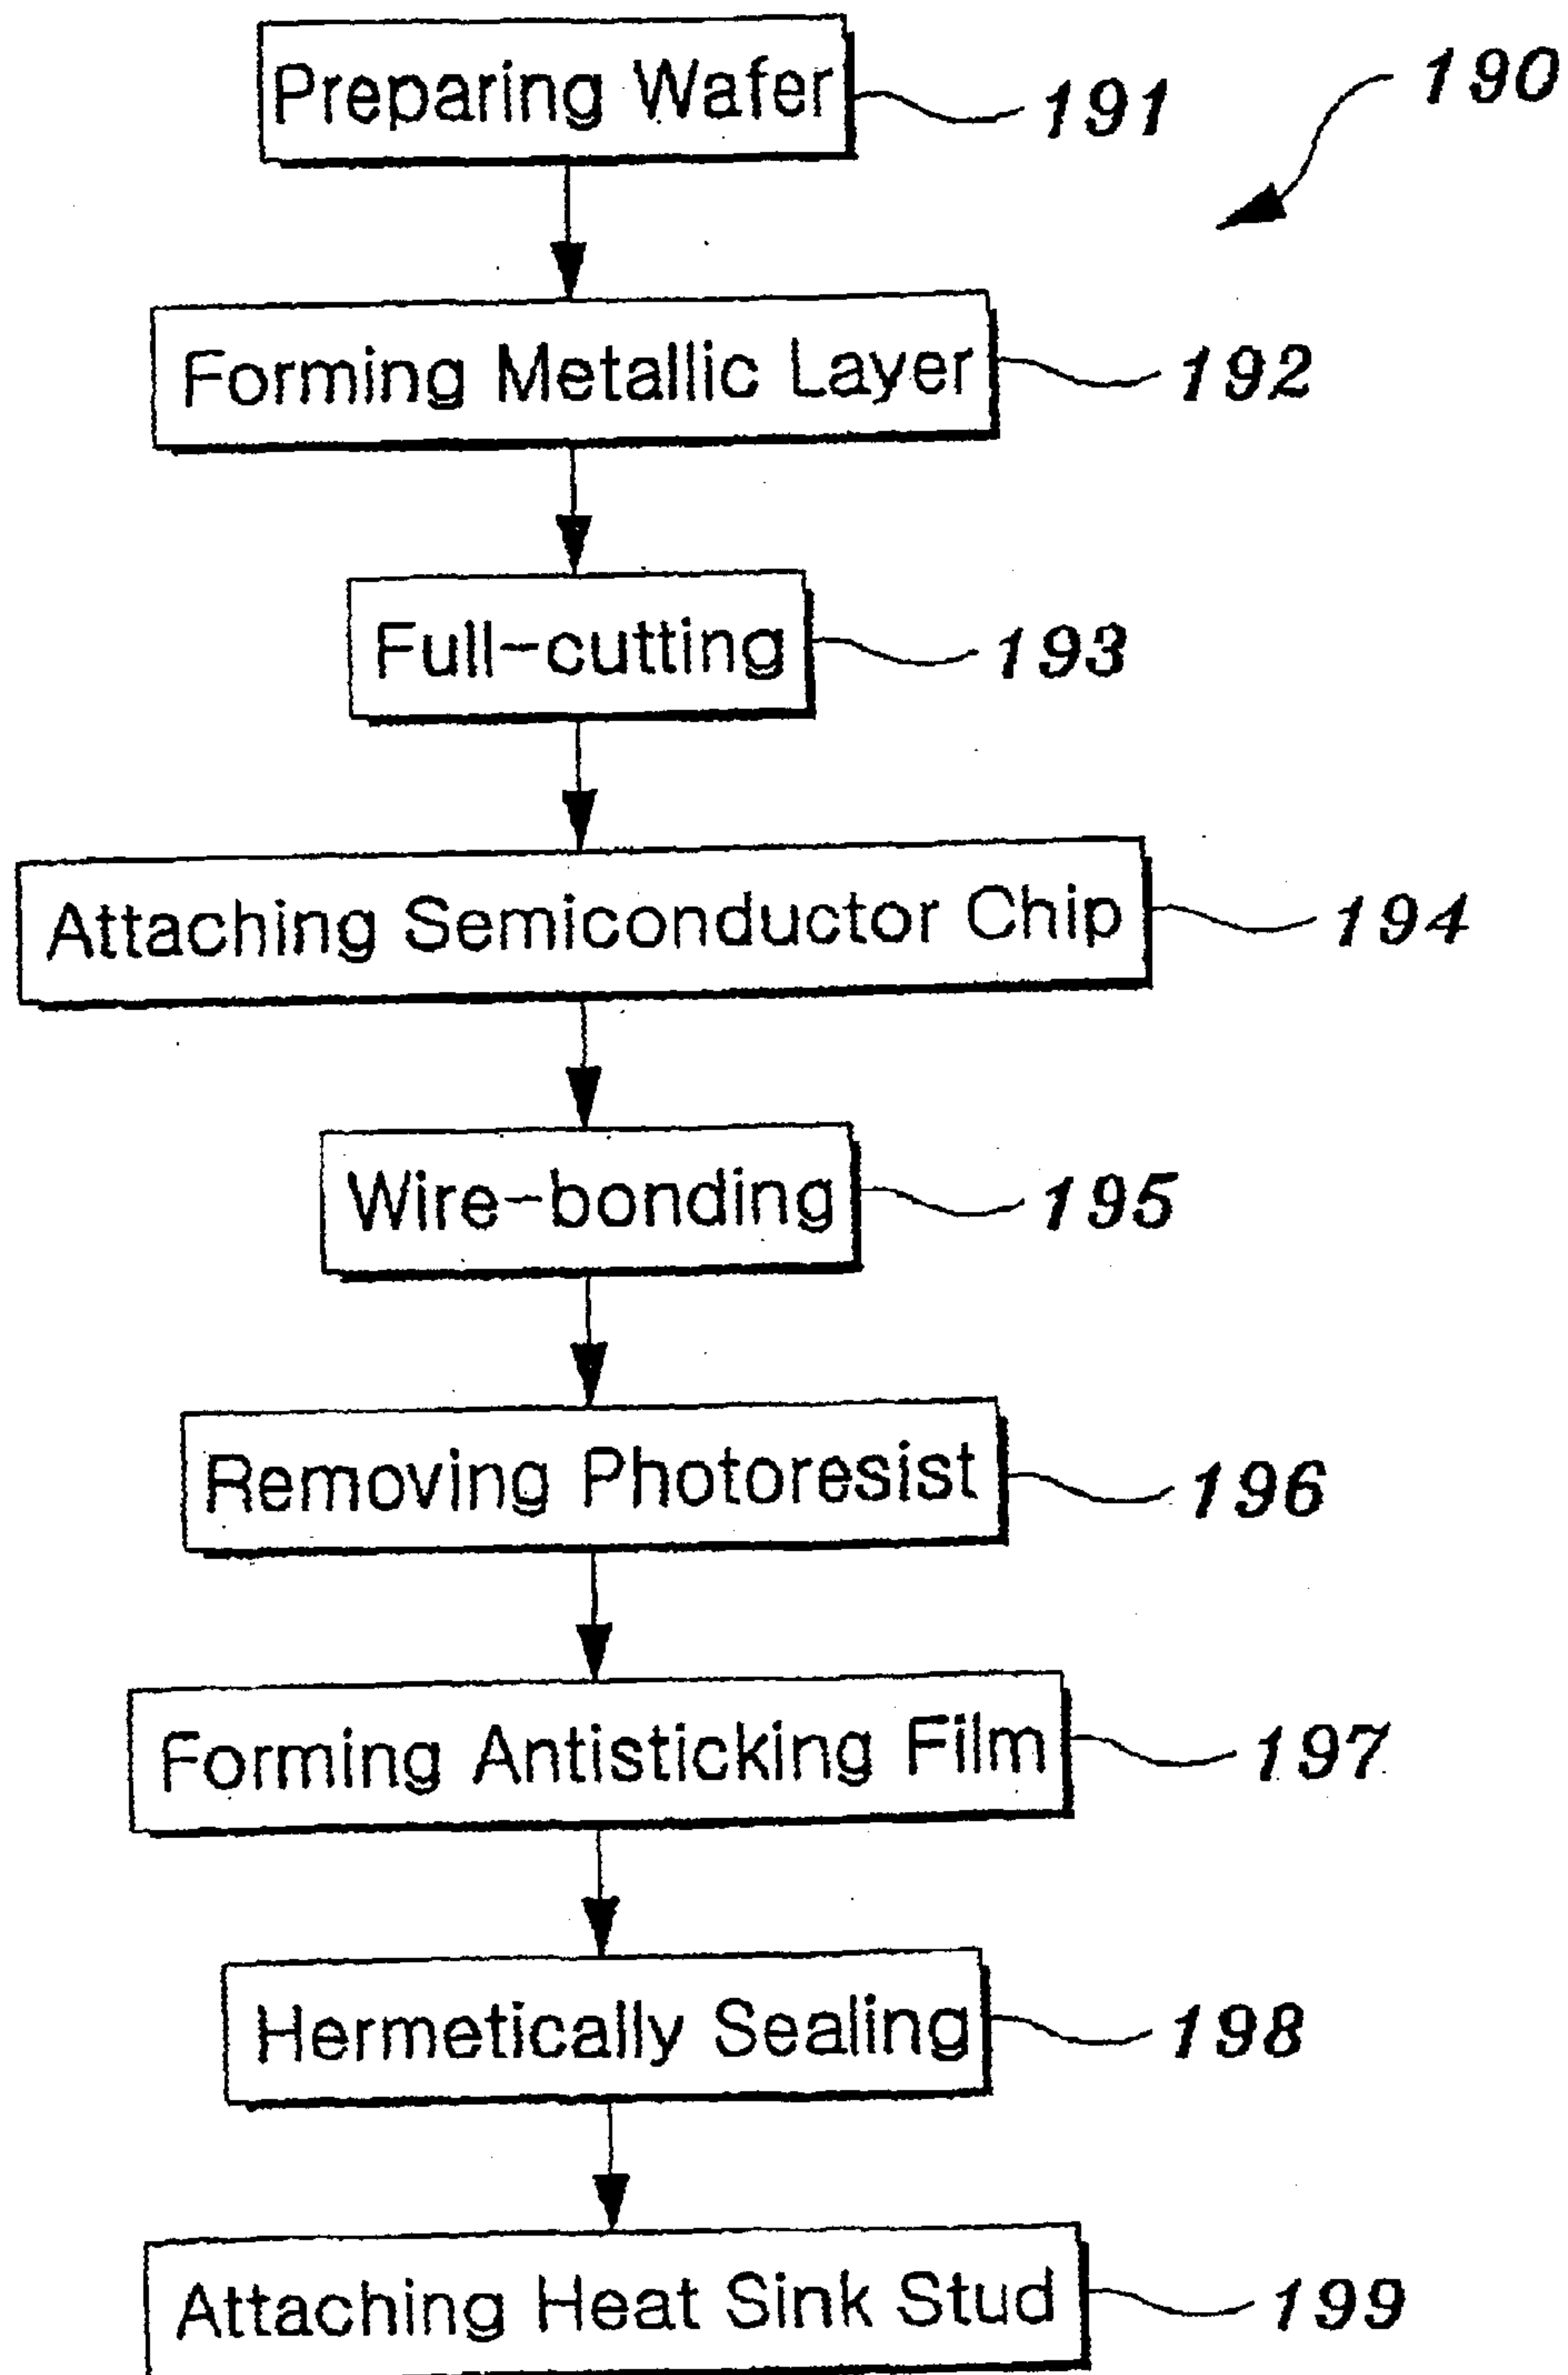 Preparing Wafer 191 190
Forming Metallic Layer 192
Full-cutting 193
Attaching Semiconductor Chip 194
Wire-bonding 195
Removing Photoresist 196
Forming Antisticking Film 197
Hermetically Sealing 198
Attaching Heat Sink Stud 199